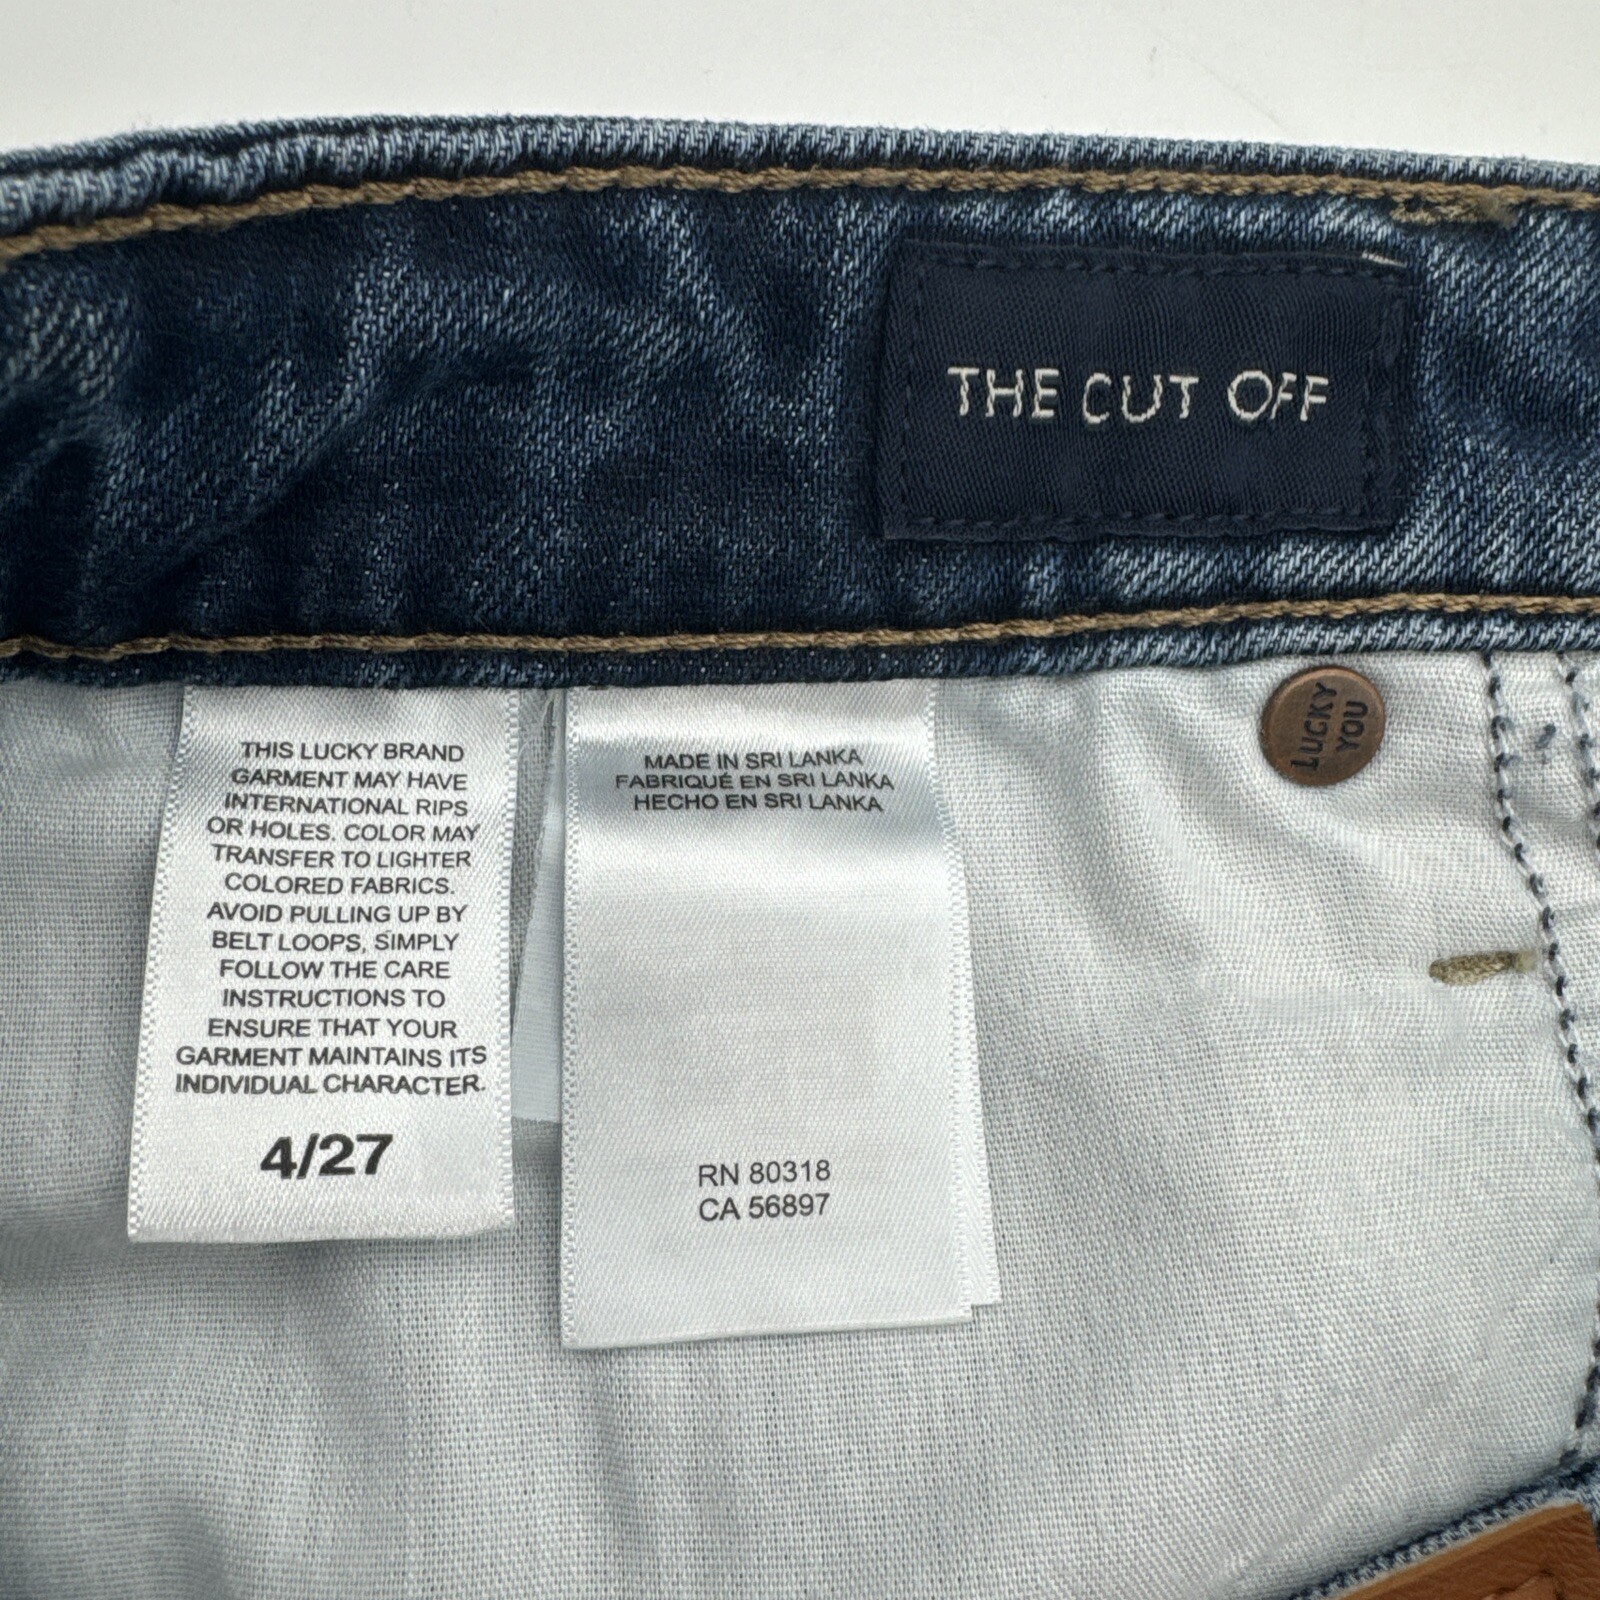 THE CUT OFF
THIS LUCKY BRAND
GARMENT MAY HAVE
INTERNATIONAL RIPS
OR HOLES. COLOR MAY
TRANSFER TO LIGHTER
COLORED FABRICS.
AVOID PULLING UP BY
BELT LOOPS, SIMPLY
FOLLOW THE CARE
INSTRUCTIONS TO
ENSURE THAT YOUR
GARMENT MAINTAINS ITS
INDIVIDUAL CHARACTER.
4/27
MADE IN SRI LANKA
FABRIQUÉ EN SRI LANKA
HECHO EN SRI LANKA
RN 80318
CA 56897
LUCKY
YOU